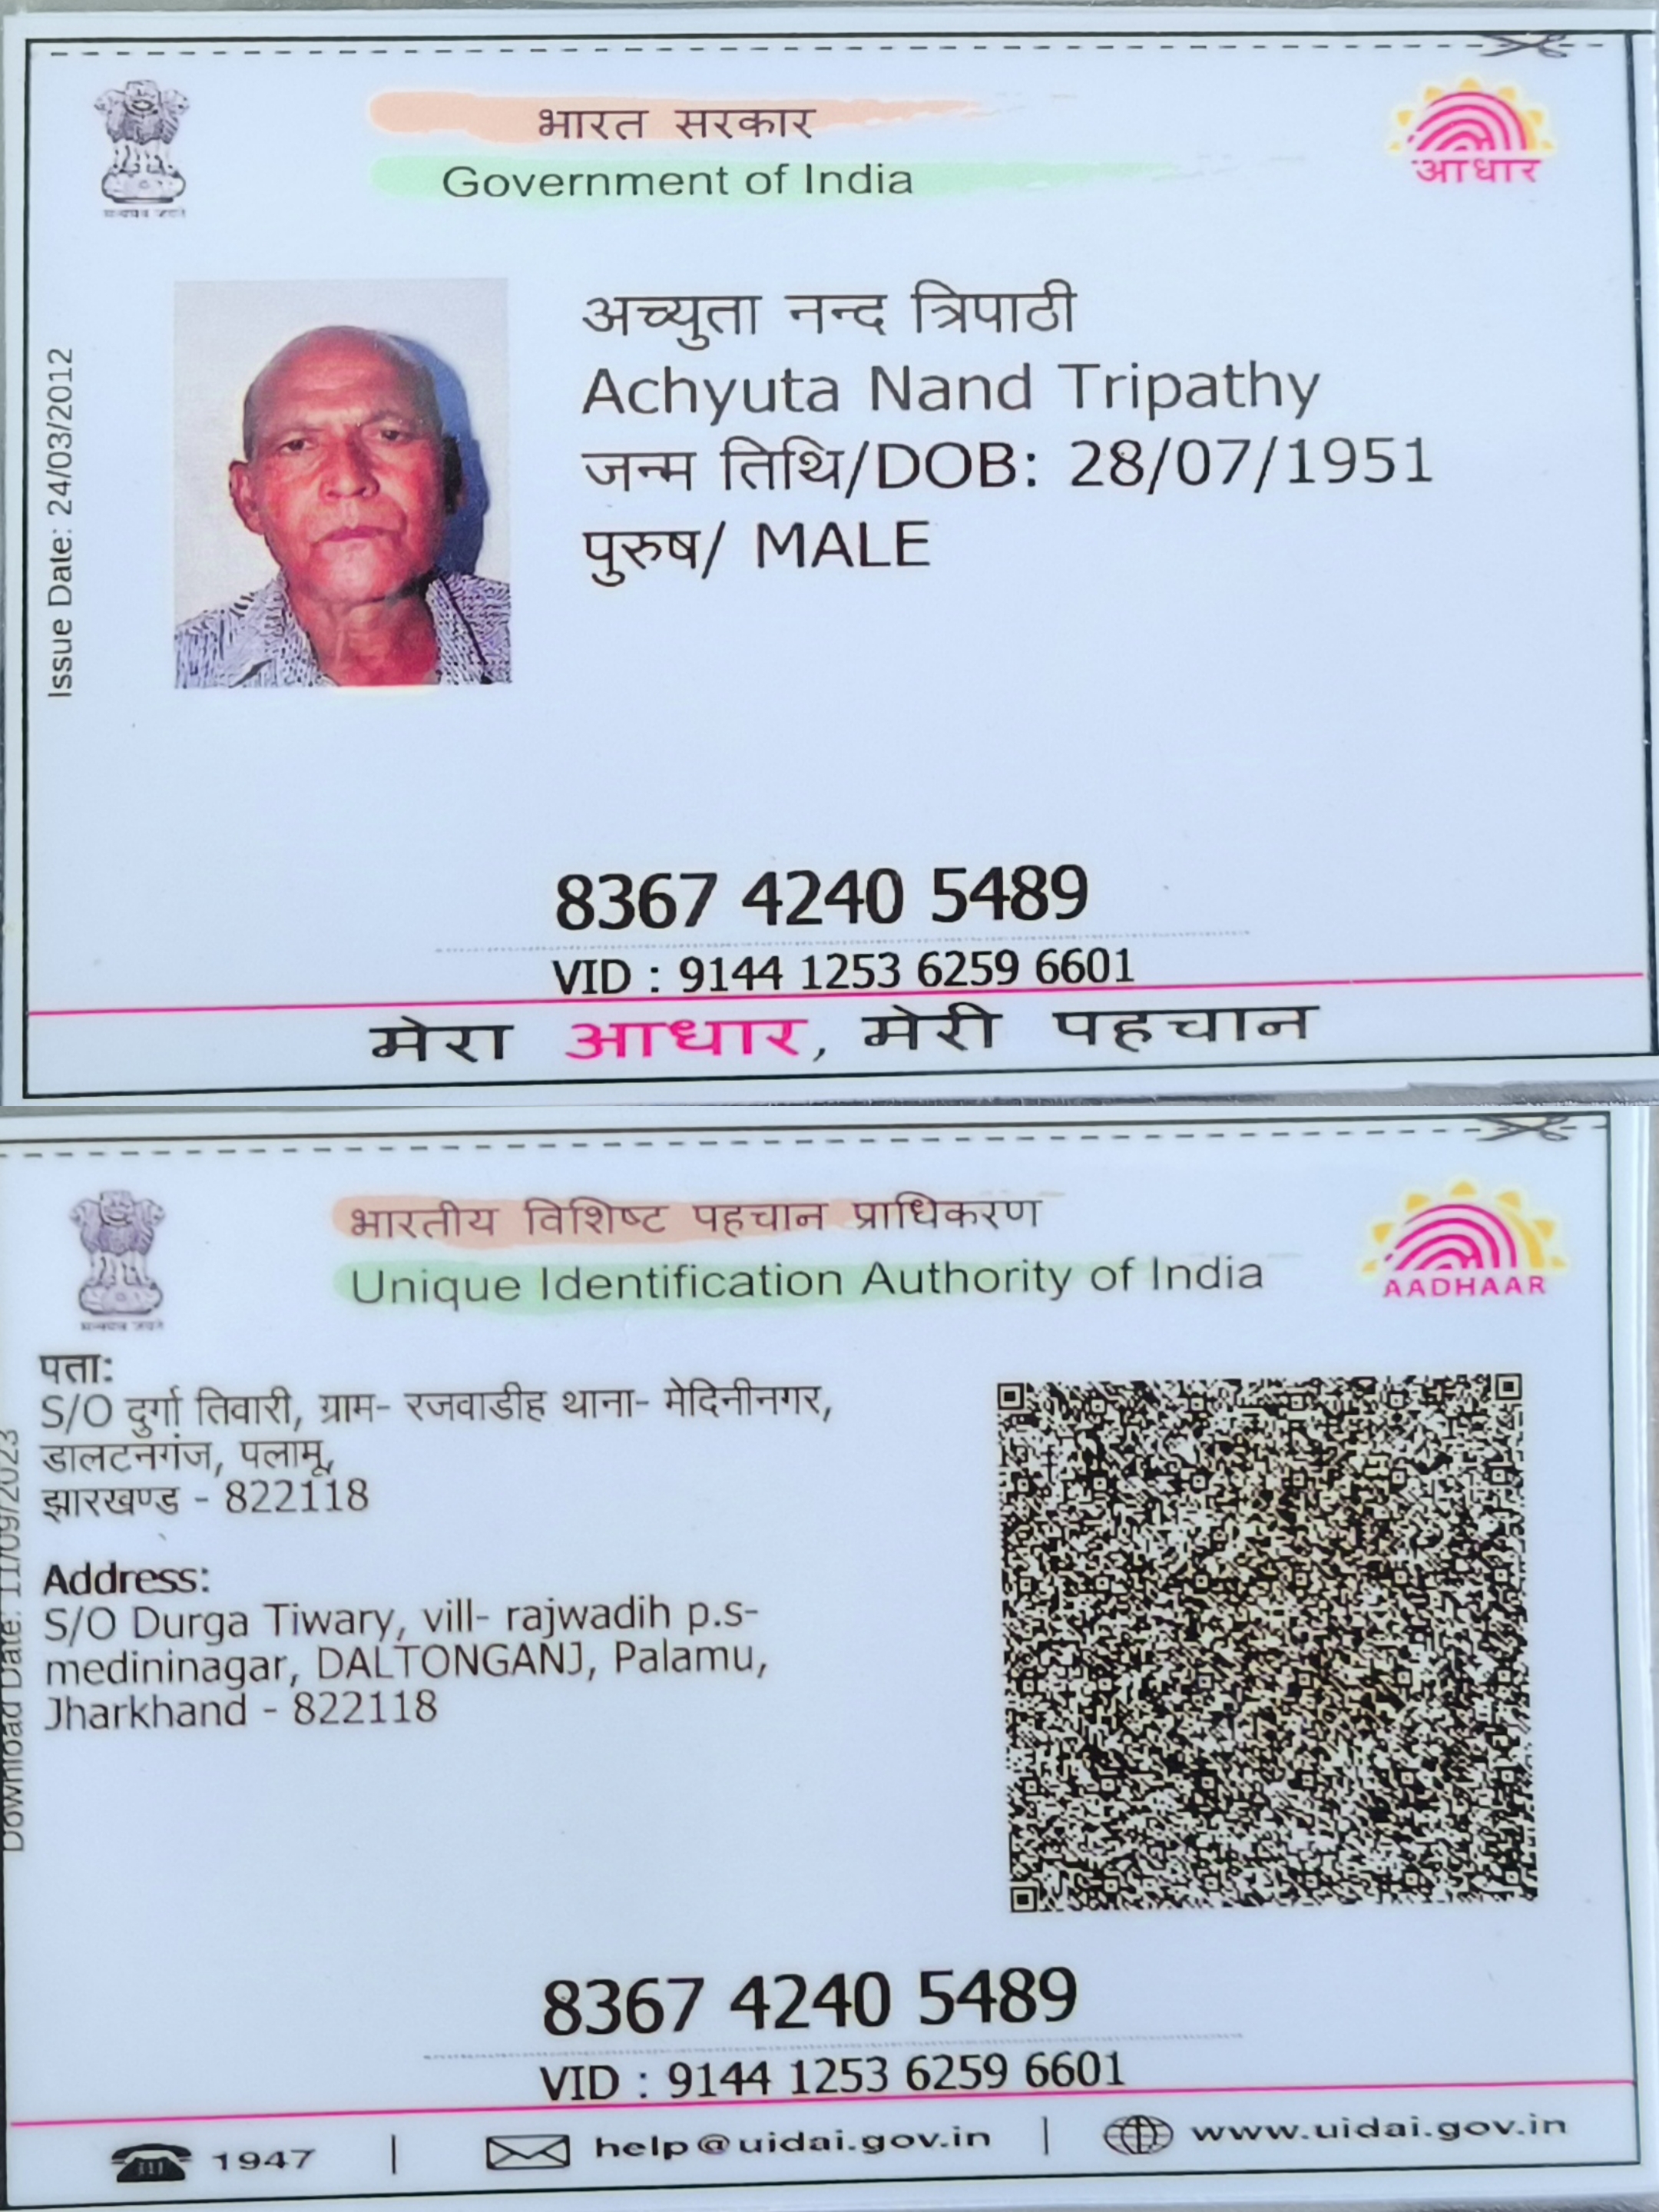 भारत सरकार
Government of India
आधार
Issue Date: 24/03/2012
अच्युता नन्द त्रिपाठी
Achyuta Nand Tripathy
जन्म तिथि/DOB: 28/07/1951
पुरुष/ MALE
8367 4240 5489
VID : 9144 1253 6259 6601
मेरा आधार, मेरी पहचान
भारतीय विशिष्ट पहचान प्राधिकरण
Unique Identification Authority of India
AADHAAR
पता:
S/O दुर्गा तिवारी, ग्राम- रजवाडीह थाना- मेदिनीनगर,
डालटनगंज, पलामू,
झारखण्ड - 822118
Address:
S/O Durga Tiwary, vill- rajwadih p.s-
medininagar, DALTONGANJ, Palamu,
Jharkhand - 822118
Download Date: 11/09/2023
8367 4240 5489
VID : 9144 1253 6259 6601
1947 | help@uidai.gov.in | www.uidai.gov.in